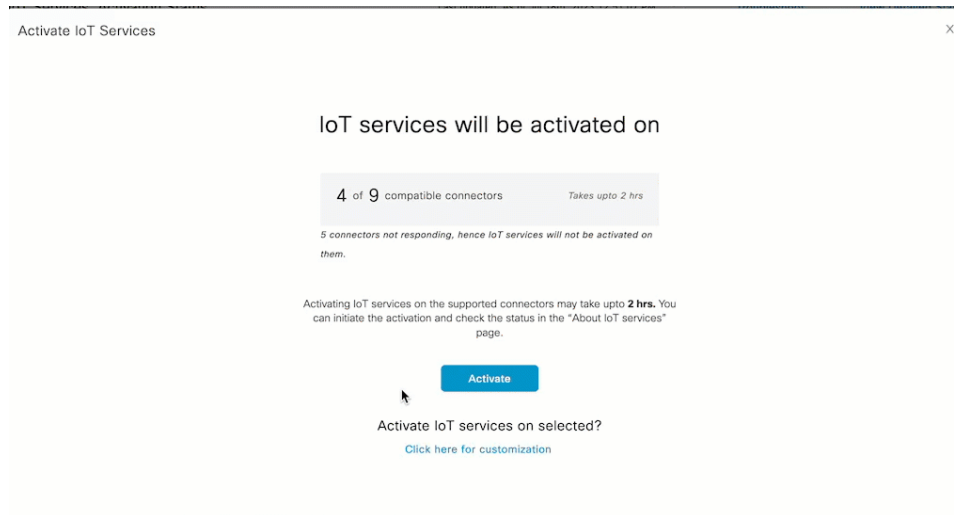 Activate IoT Services
X
IoT services will be activated on
4 of 9 compatible connectors
Takes upto 2 hrs
5 connectors not responding, hence IoT services will not be activated on
them.
Activating IoT services on the supported connectors may take upto 2 hrs. You
can initiate the activation and check the status in the “About IoT services”
page.
Activate
Activate IoT services on selected?
Click here for customization